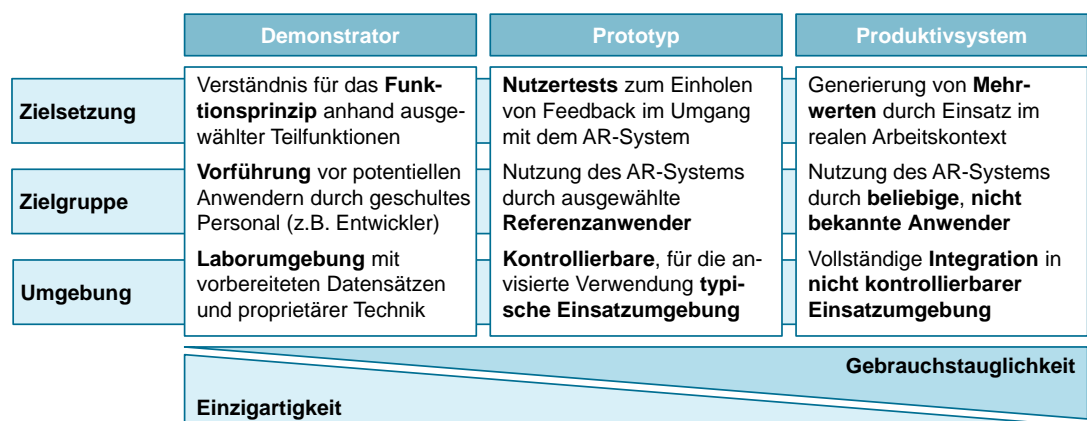 Demonstrator
Prototyp
Produktivsystem
Zielsetzung
Verständnis für das Funk-
tionsprinzip anhand ausge-
wählter Teilfunktionen
Nutzertests zum Einholen
von Feedback im Umgang
mit dem AR-System
Generierung von Mehr-
werten durch Einsatz im
realen Arbeitskontext
Zielgruppe
Vorführung vor potentiellen
Anwendern durch geschultes
Personal (z.B. Entwickler)
Nutzung des AR-Systems
durch ausgewählte
Referenzanwender
Nutzung des AR-Systems
durch beliebige, nicht
bekannte Anwender
Umgebung
Laborumgebung mit
vorbereiteten Datensätzen
und proprietärer Technik
Kontrollierbare, für die an-
visierte Verwendung typi-
sche Einsatzumgebung
Vollständige Integration in
nicht kontrollierbarer
Einsatzumgebung
Gebrauchstauglichkeit
Einzigartigkeit